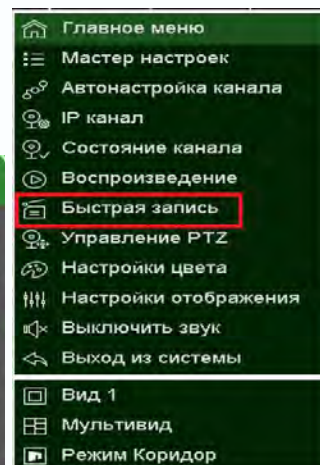 Главное меню
Мастер настроек
Автонастройка канала
IP канал
Состояние канала
Воспроизведение
Быстрая запись
Управление PTZ
Настройки цвета
Настройки отображения
Выключить звук
Выход из системы
Вид 1
Мультивид
Режим Коридор